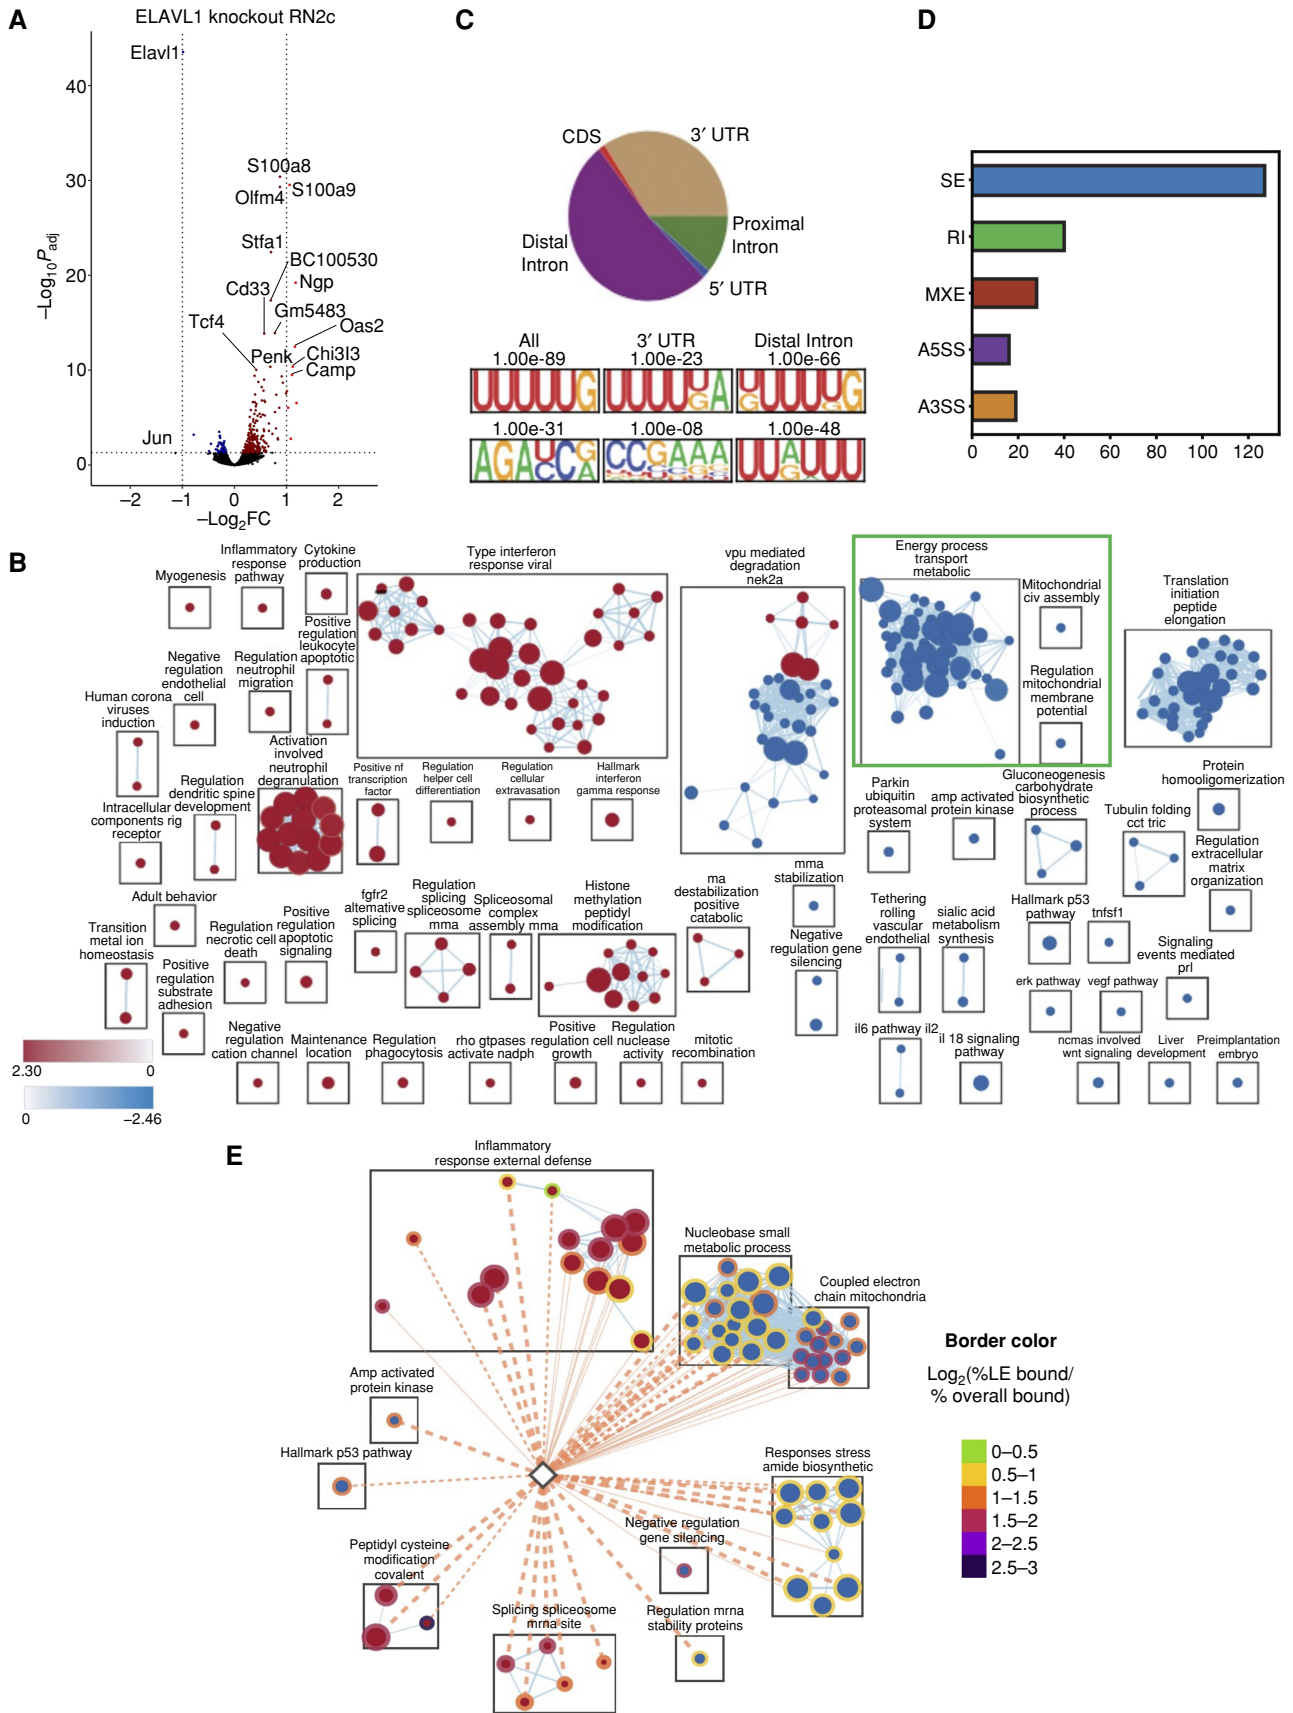 A
ELAVL1 knockout RN2c
Elavl1
40
30
20
10
0
–Log10Padj
S100a8
S100a9
Olfm4
Stfa1
BC100530
Ngp
Cd33
Gm5483
Tcf4
Oas2
Penk
Chi3l3
Camp
Jun
–2
–1
0
1
2
–Log2FC
C
CDS
3′ UTR
Distal
Intron
Proximal
Intron
5′ UTR
All
3′ UTR
Distal Intron
1.00e-89
1.00e-23
1.00e-66
1.00e-31
1.00e-08
1.00e-48
D
SE
RI
MXE
A5SS
A3SS
0
20
40
60
80
100
120
B
Myogenesis
Inflammatory
response
pathway
Cytokine
production
Type interferon
response viral
vpu mediated
degradation
nek2a
Energy process
transport
metabolic
Mitochondrial
civ assembly
Regulation
mitochondrial
membrane
potential
Translation
initiation
peptide
elongation
Positive
regulation
leukocyte
apoptotic
Negative
regulation
endothelial
cell
Regulation
neutrophil
migration
Human corona
viruses
induction
Activation
involved
neutrophil
degranulation
Positive nf
transcription
factor
Regulation
helper cell
differentiation
Regulation
cellular
extravasation
Hallmark
interferon
gamma response
Regulation
dendritic spine
development
Intracellular
components rig
receptor
Parkin
ubiquitin
proteasomal
system
amp activated
protein kinase
Gluconeogenesis
carbohydrate
biosynthetic
process
Protein
homooligomerization
Tubulin folding
cct tric
Regulation
extracellular
matrix
organization
Adult behavior
Transition
metal ion
homeostasis
Positive
regulation
substrate
adhesion
Regulation
necrotic cell
death
Positive
regulation
apoptotic
signaling
fgfr2
alternative
splicing
Regulation
splicing
spliceosome
mma
Spliceosomal
complex
assembly mma
Histone
methylation
peptidyl
modification
ma
destabilization
positive
catabolic
mma
stabilization
Negative
regulation gene
silencing
Tethering
rolling
vascular
endothelial
sialic acid
metabolism
synthesis
Hallmark p53
pathway
tnfsf1
Signaling
events mediated
prl
erk pathway
vegf pathway
2.30
0
0
–2.46
Negative
regulation
cation channel
Maintenance
location
Regulation
phagocytosis
rho gtpases
activate nadph
Positive
regulation cell
growth
Regulation
nuclease
activity
mitotic
recombination
il6 pathway il2
il 18 signaling
pathway
ncmas involved
wnt signaling
Liver
development
Preimplantation
embryo
E
Inflammatory
response external defense
Nucleobase small
metabolic process
Coupled electron
chain mitochondria
Amp activated
protein kinase
Hallmark p53 pathway
Responses stress
amide biosynthetic
Negative regulation
gene silencing
Peptidyl cysteine
modification
covalent
Splicing spliceosome
mrna site
Regulation mrna
stability proteins
Border color
Log2(%LE bound/
% overall bound)
0–0.5
0.5–1
1–1.5
1.5–2
2–2.5
2.5–3